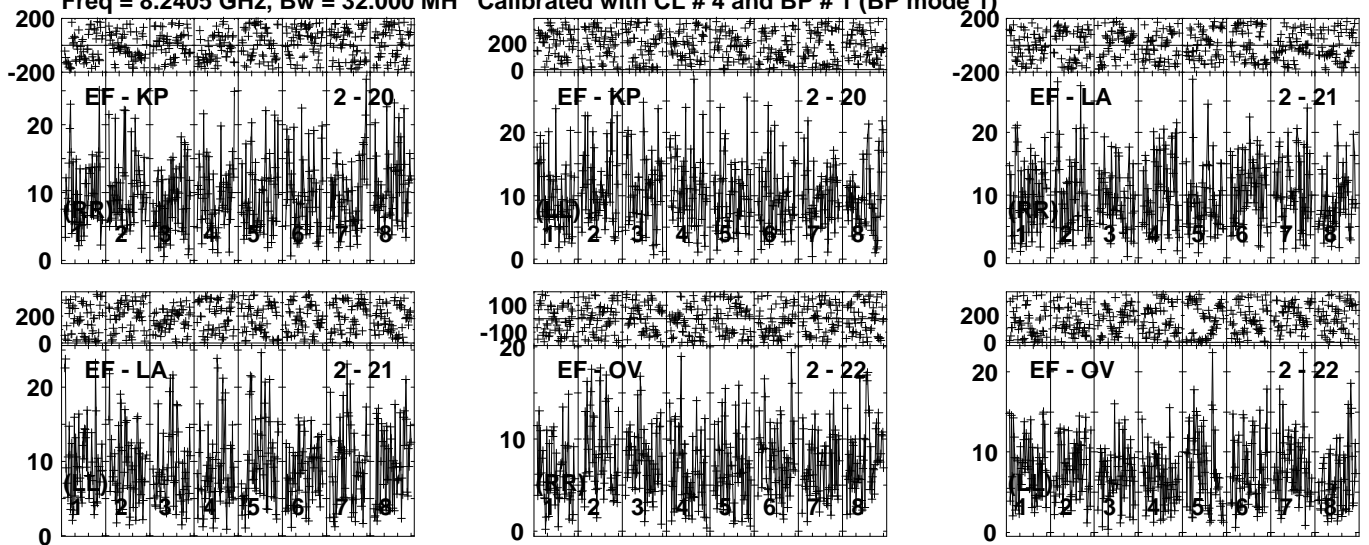 Freq = 8.2405 GHz, Bw = 32.000 MH Calibrated with CL # 4 and BP # 1 (BP mode 1)
200
-200
EF - KP 2 - 20
20
10
0
(RR)
1 2 3 4 5 6 7 8
200
0
EF - KP 2 - 20
20
10
0
(LL)
1 2 3 4 5 6 7 8
200
-200
EF - LA 2 - 21
20
10
0
(RR)
1 2 3 4 5 6 7 8
200
0
EF - LA 2 - 21
20
10
0
(LL)
1 2 3 4 5 6 7 8
100
-100
20
EF - OV 2 - 22
10
0
(RR)
1 2 3 4 5 6 7 8
200
0
EF - OV 2 - 22
20
10
0
(LL)
1 2 3 4 5 6 7 8